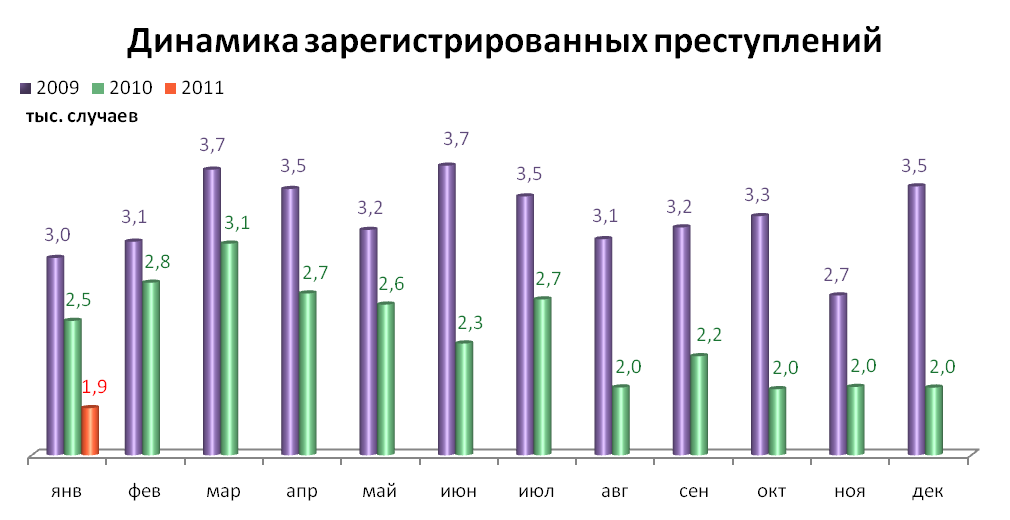 Динамика зарегистрированных преступлений
2009 2010 2011
тыс. случаев
3,0 2,5 1,9
3,1 2,8
3,7 3,1
3,5 2,7
3,2 2,6
3,7 2,3
3,5 2,7
3,1 2,0
3,2 2,2
3,3 2,0
2,7 2,0
3,5 2,0
янв фев мар апр май июн июл авг сен окт ноя дек